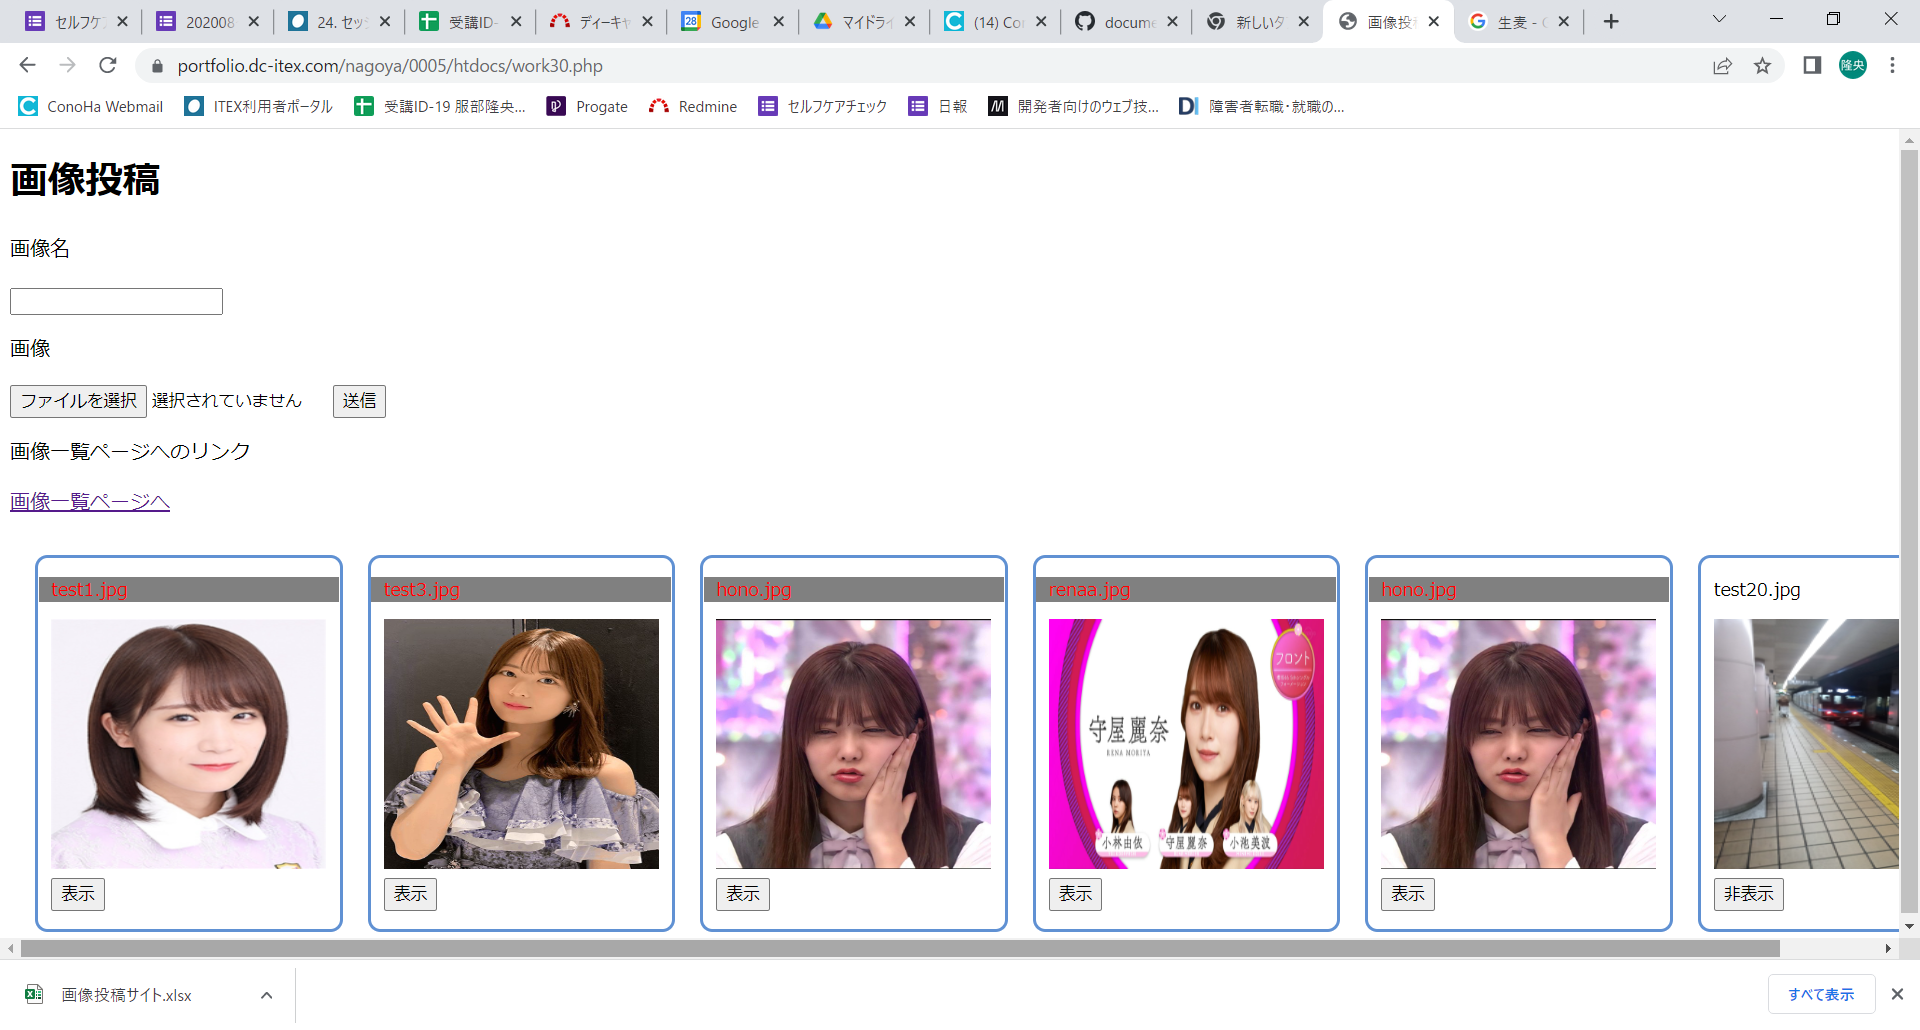 セルフケア
202008
24. セッシ
受講ID-
ディーキャ
Google
マイドライ
(14) Co
docume
新しいタ
画像投稿
生麦 - G
portfolio.dc-itex.com/nagoya/0005/htdocs/work30.php
隆央
ConoHa Webmail
ITEX利用者ポータル
受講ID-19 服部隆央...
Progate
Redmine
セルフケアチェック
日報
開発者向けのウェブ技...
障害者転職・就職の...
画像投稿
画像名
画像
ファイルを選択 選択されていません 送信
画像一覧ページへのリンク
画像一覧ページへ
test1.jpg
表示
test3.jpg
表示
hono.jpg
表示
renaa.jpg
フロント
守屋麗奈
RENA MORIYA
小林由依
守屋麗奈
小池美波
表示
hono.jpg
表示
test20.jpg
非表示
画像投稿サイト.xlsx
すべて表示